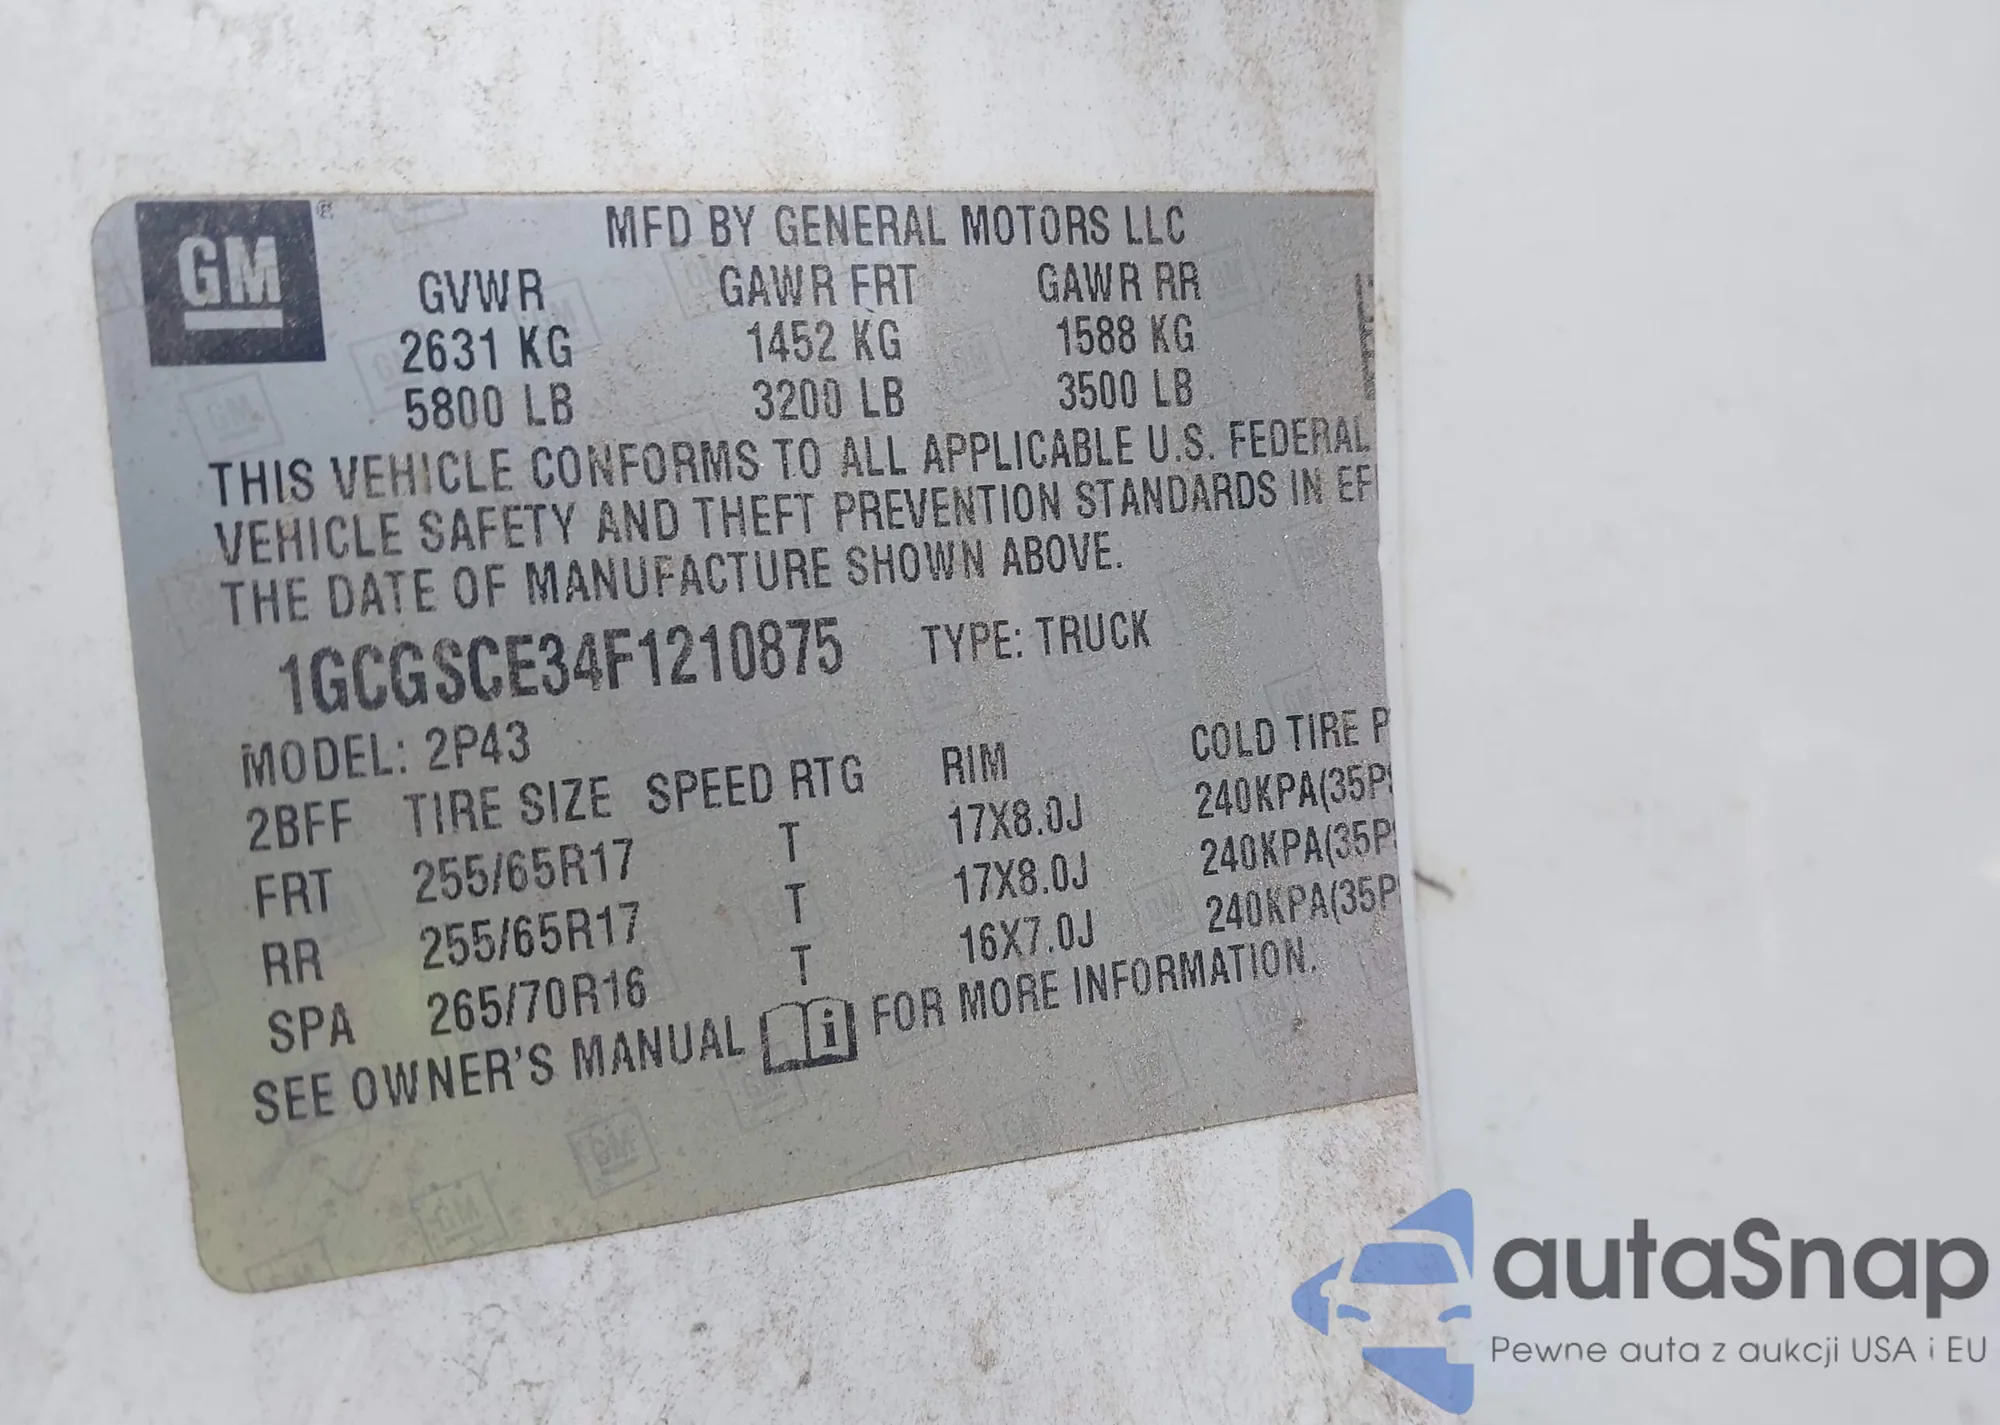 GM
MFD BY GENERAL MOTORS LLC
GVWR GAWR FRT GAWR RR
2631 KG 1452 KG 1588 KG
5800 LB 3200 LB 3500 LB
THIS VEHICLE CONFORMS TO ALL APPLICABLE U.S. FEDERAL
VEHICLE SAFETY AND THEFT PREVENTION STANDARDS IN EF
THE DATE OF MANUFACTURE SHOWN ABOVE.
1GCGSCE34F1210875 TYPE: TRUCK
MODEL: 2P43
2BFF TIRE SIZE SPEED RTG RIM COLD TIRE P
FRT 255/65R17 T 17X8.0J 240KPA(35PS
RR 255/65R17 T 17X8.0J 240KPA(35PS
SPA 265/70R16 T 16X7.0J 240KPA(35PS
SEE OWNER'S MANUAL i FOR MORE INFORMATION.
autaSnap
Pewne auta z aukcji USA i EU